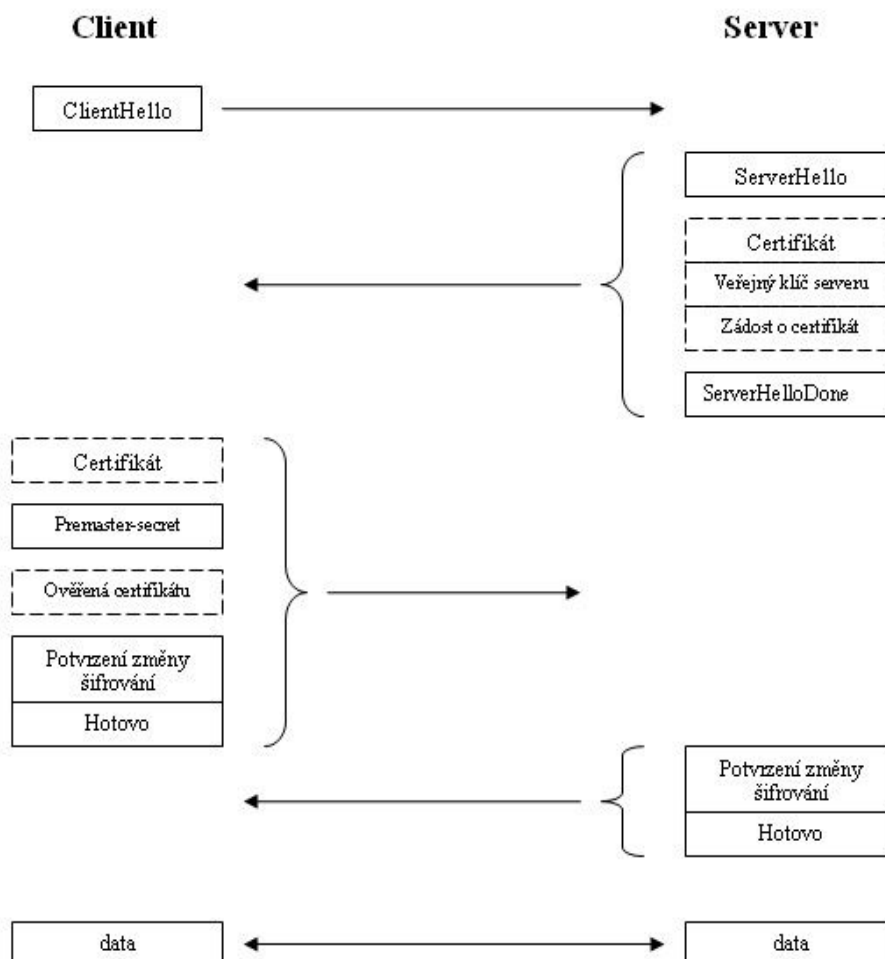 Client Server
ClientHello
ServerHello
Certifikát
Veřejný klíč serveru
Zádost o certifikát
ServerHelloDone
Certifikát
Premaster-secret
Ověřená certifikátu
Potvrzení změny
šifrování
Hotovo
Potvrzení změny
šifrování
Hotovo
data data